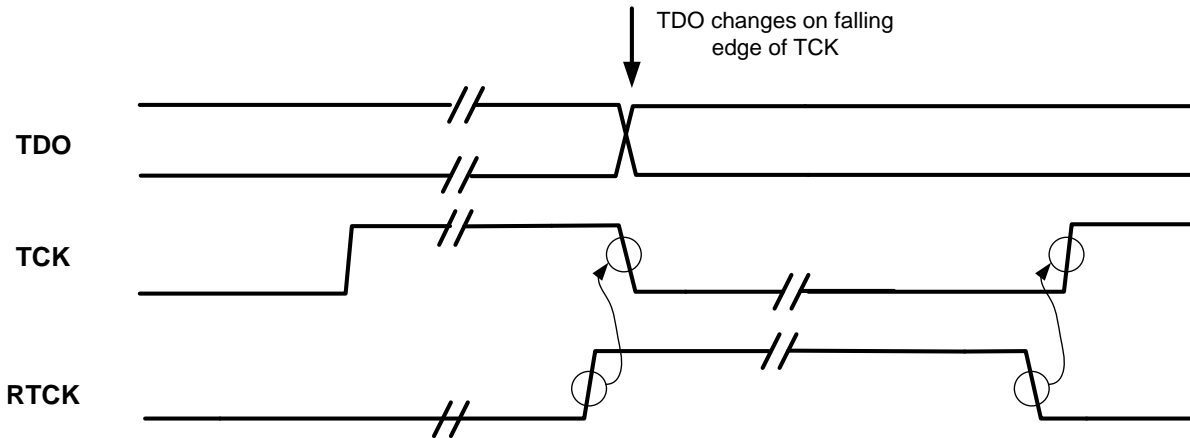 TDO changes on falling
edge of TCK
TDO
TCK
RTCK